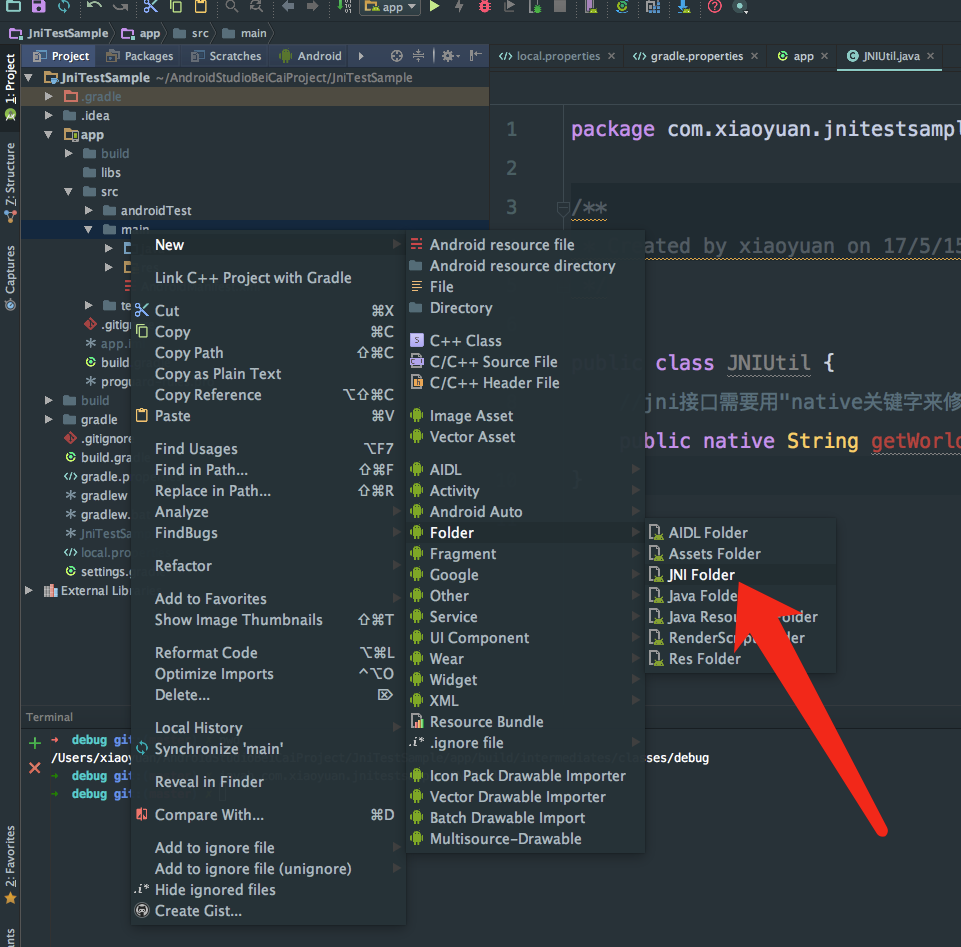 app
JniTestSample app src main
Project Packages Scratches Android
local.properties gradle.properties app JNIUtil.java
1: Project
Z: Structure
Captures
2: Favorites
JniTestSample ~/AndroidStudioBeiCaiProject/JniTestSample
.gradle
.idea
app
build
libs
src
androidTest
main
te
.gitign
app.i
build
progu
build
gradle
.gitignore
build.gra
gradle.p
gradlew
gradlew.
JniTestSa
local.pro
settings.g
External Libr
1 package com.xiaoyuan.jnitestsampl
2
3 /**
ated by xiaoyuan on 17/5/15
class JNIUtil {
jni接口需要用"native关键字来修
blic native String getWorld
}
New
Link C++ Project with Gradle
Cut ⌘X
Copy ⌘C
Copy Path ⇧⌘C
Copy as Plain Text
Copy Reference ⌥⇧⌘C
Paste ⌘V
Find Usages ⌥F7
Find in Path... ⇧⌘F
Replace in Path... ⇧⌘R
Analyze
FindBugs
Refactor
Add to Favorites
Show Image Thumbnails ⇧⌘T
Reformat Code ⌥⌘L
Optimize Imports ^⌥O
Delete... ⌦
Local History
Synchronize 'main'
Reveal in Finder
Compare With... ⌘D
Add to ignore file
Add to ignore file (unignore)
Hide ignored files
Create Gist...
Android resource file
Android resource directory
File
Directory
C++ Class
C/C++ Source File
C/C++ Header File
Image Asset
Vector Asset
AIDL
Activity
Android Auto
Folder
Fragment
Google
Other
Service
UI Component
Wear
Widget
XML
Resource Bundle
.i* .ignore file
Icon Pack Drawable Importer
Vector Drawable Importer
Batch Drawable Import
Multisource-Drawable
AIDL Folder
Assets Folder
JNI Folder
Java Folde
Java Reso Folder
RenderScrip lder
Res Folder
Terminal
debug git
/Users/xiaoy sses/debug
debug git
debug git